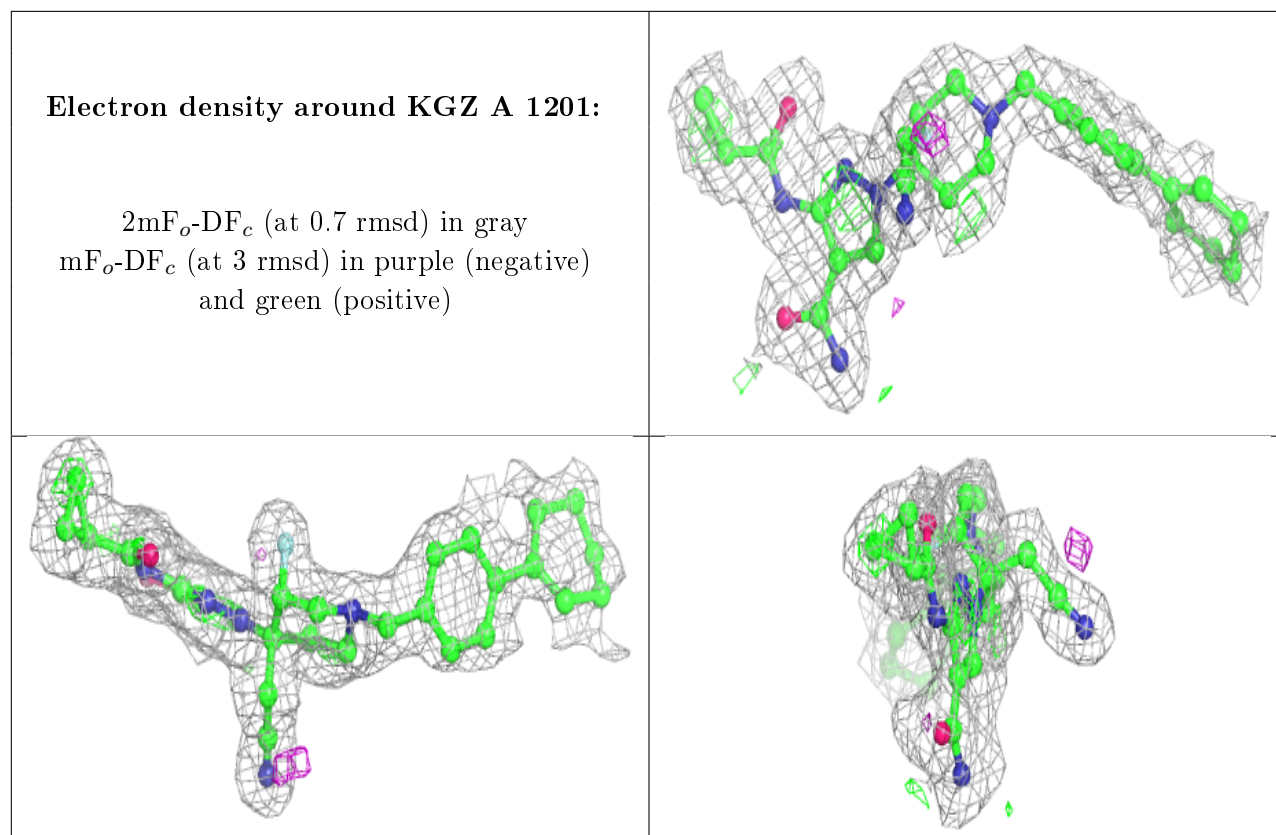 Electron density around KGZ A 1201:
2mFo-DFc (at 0.7 rmsd) in gray
mFo-DFc (at 3 rmsd) in purple (negative)
and green (positive)